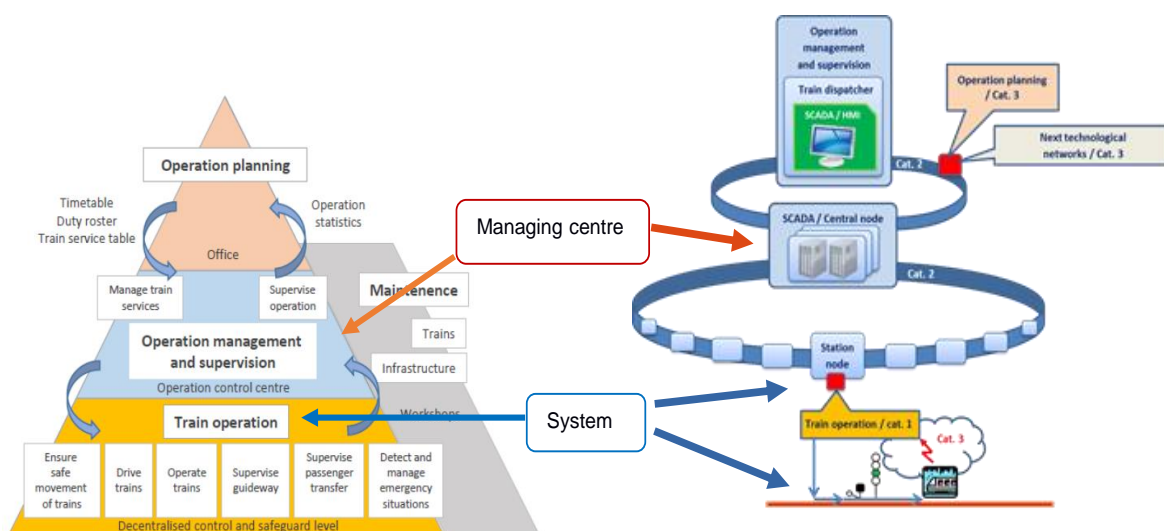 Operation planning
Timetable
Duty roster
Train service table
Operation
statistics
Office
Manage train
services
Supervise
operation
Operation management
and supervision
Operation control centre
Maintenence
Trains
Infrastructure
Workshops
Train operation
Ensure
safe
movement
of trains
Drive
trains
Operate
trains
Supervise
guideway
Supervise
passenger
transfer
Detect and
manage
emergency
situations
Decentralised control and safeguard level
Managing centre
System
Operation
management
and supervision
Train dispatcher
SCADA / HMI
Operation planning
/ Cat. 3
Next technological
networks / Cat. 3
Cat. 2
SCADA / Central node
Cat. 2
Station
node
Train operation / cat. 1
Cat. 3